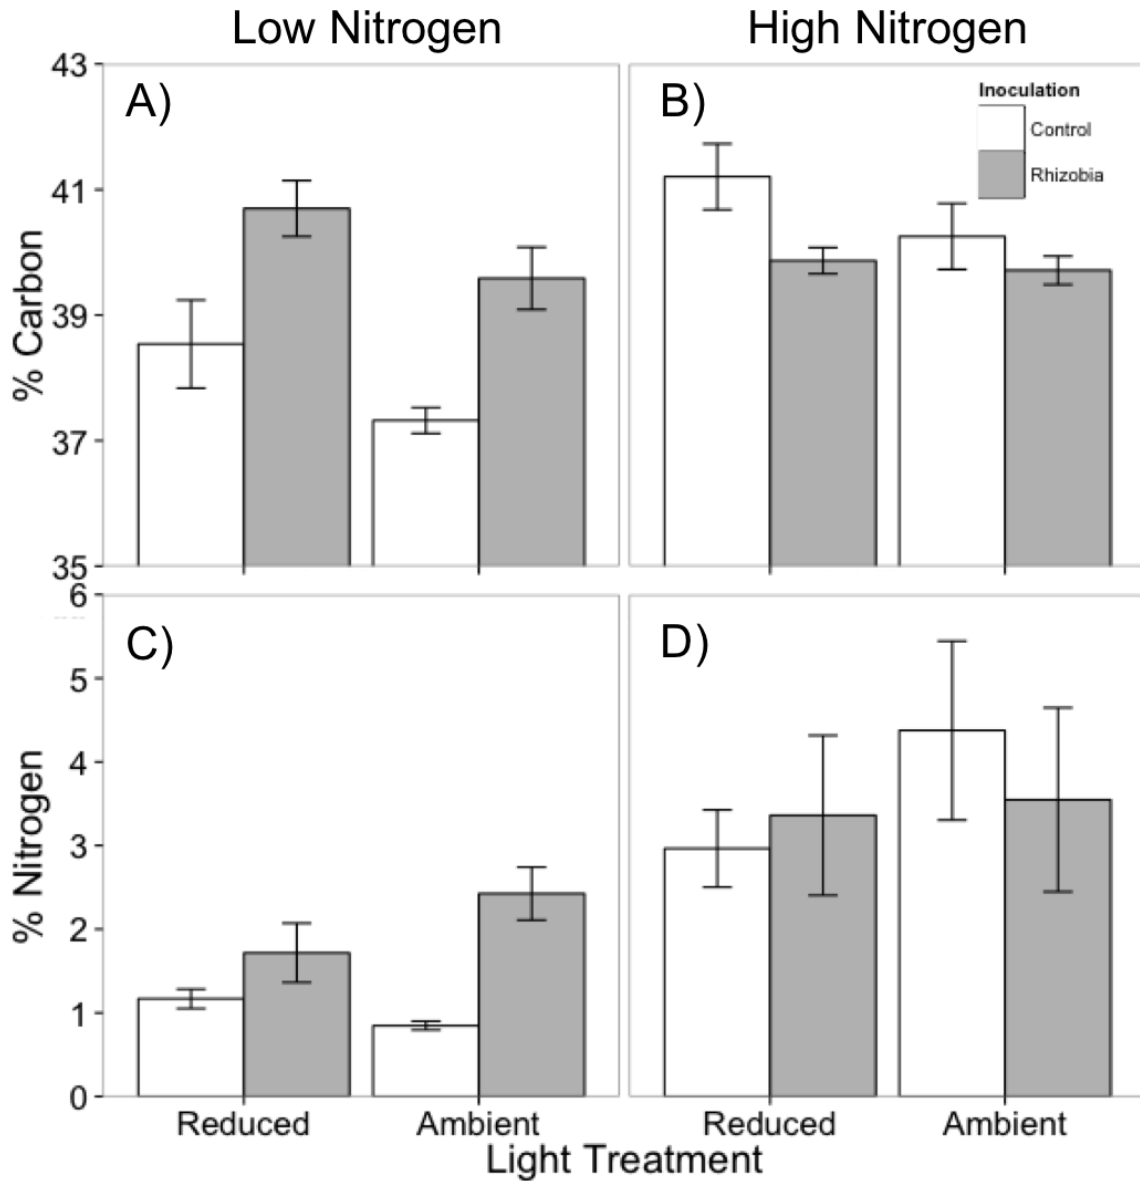 Low Nitrogen
High Nitrogen
% Carbon
43
41
39
37
35
A)
B)
Inoculation
Control
Rhizobia
% Nitrogen
6
5
4
3
2
1
0
C)
D)
Reduced
Ambient
Reduced
Ambient
Light Treatment